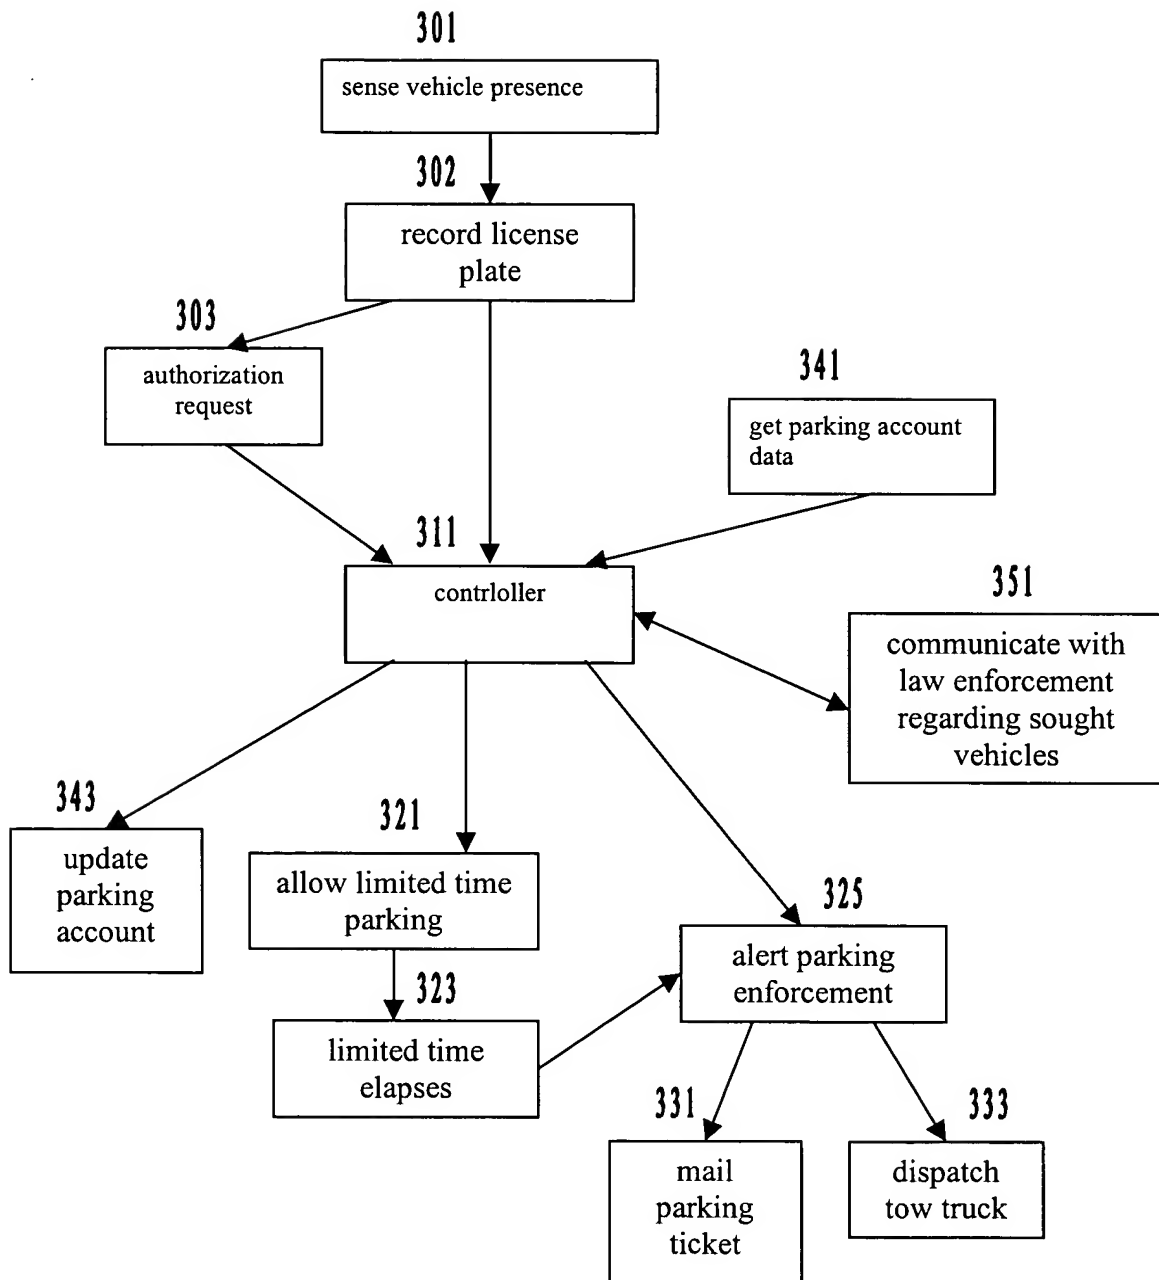 301
sense vehicle presence
302
record license
plate
303
authorization
request
341
get parking account
data
311
contrloller
351
communicate with
law enforcement
regarding sought
vehicles
343
update
parking
account
321
allow limited time
parking
323
limited time
elapses
325
alert parking
enforcement
331
mail
parking
ticket
333
dispatch
tow truck